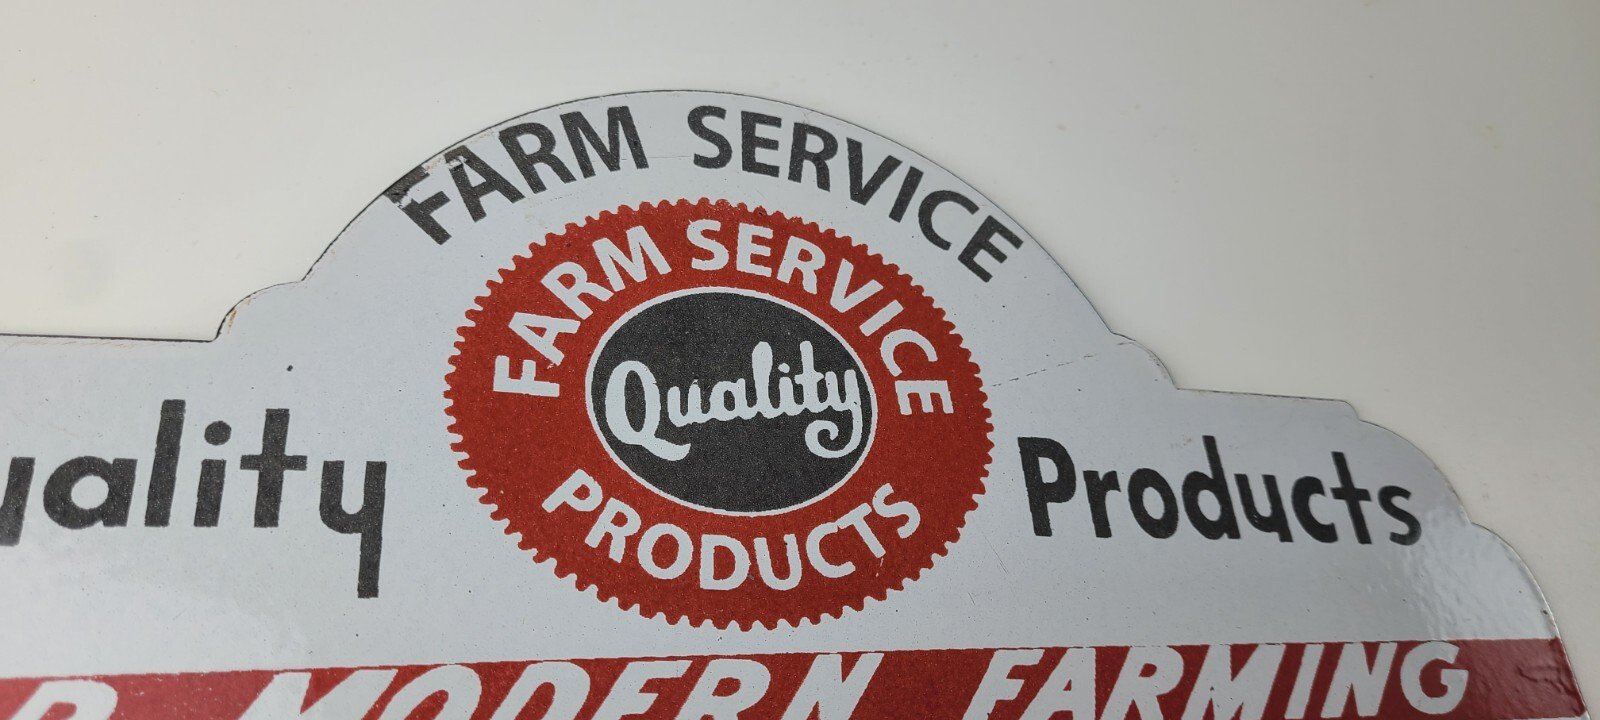 FARM SERVICE
FARM SERVICE
Quality
PRODUCTS
uality
Products
R MODERN FARMING